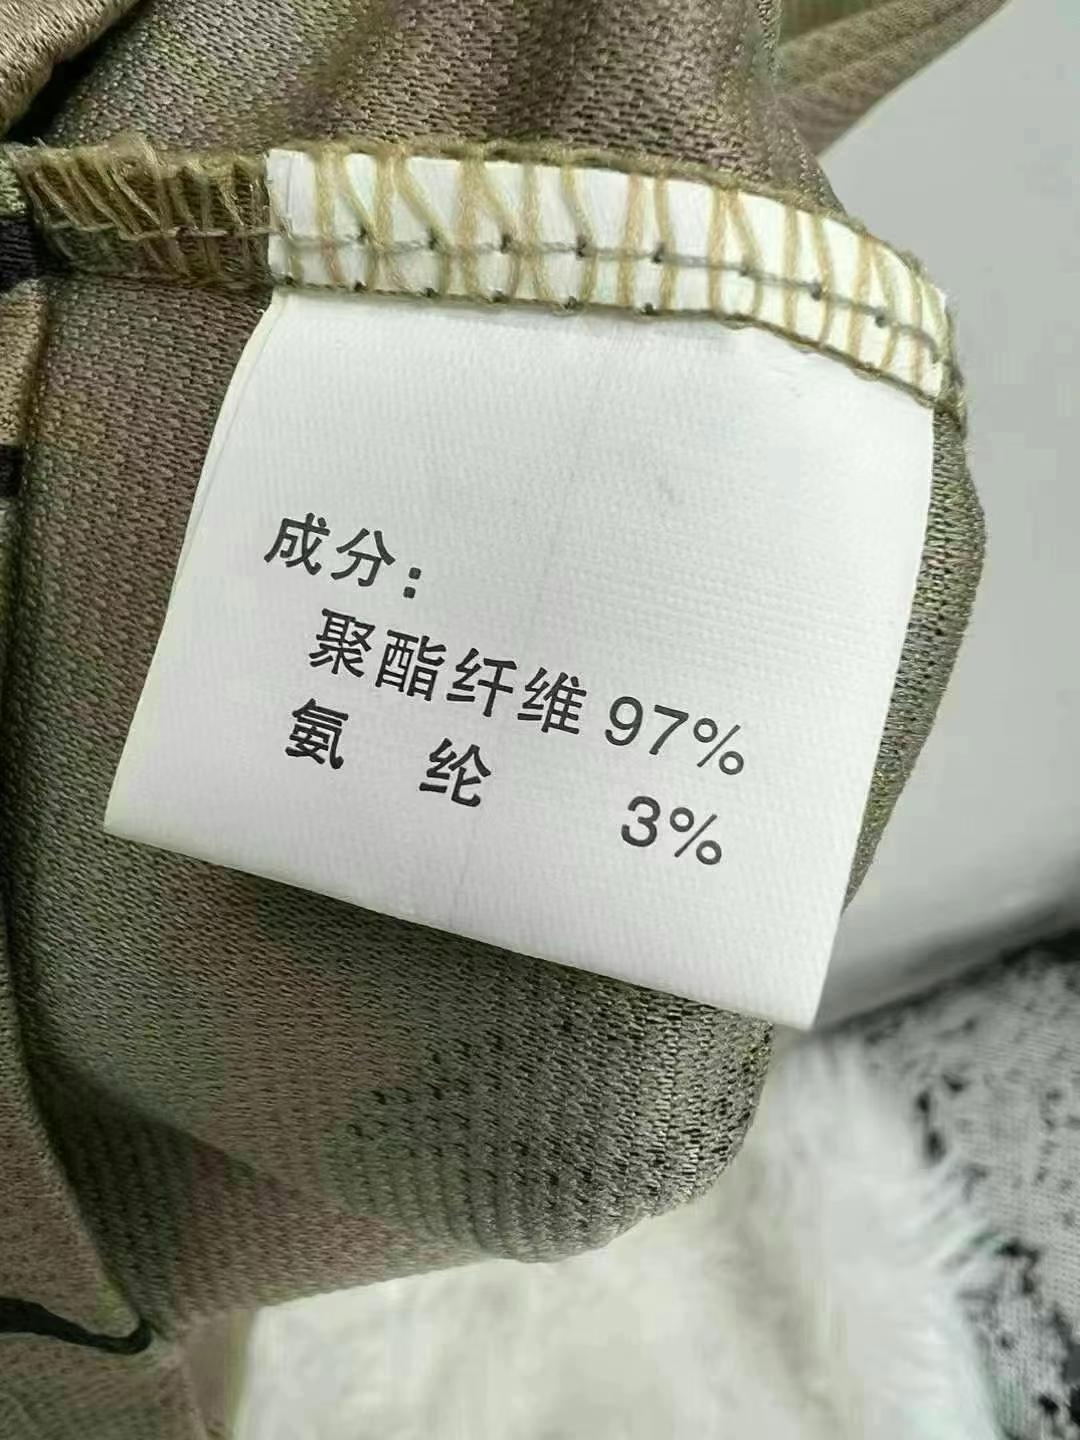 成分：
聚酯纤维 97%
氨 纶 3%